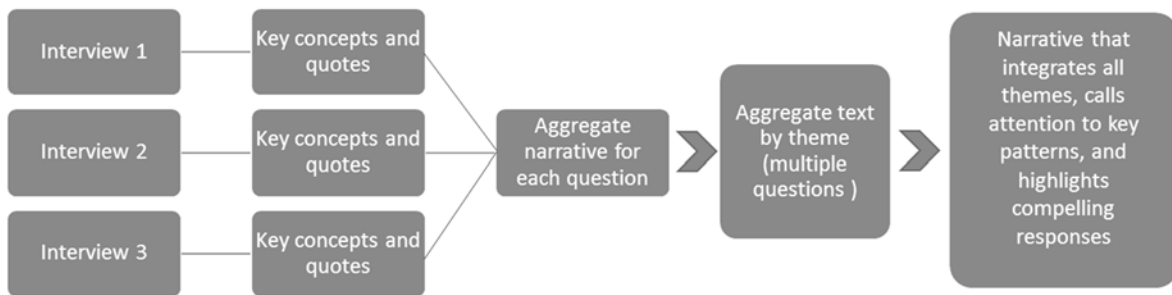 Interview 1
Key concepts and
quotes
Interview 2
Key concepts and
quotes
Interview 3
Key concepts and
quotes
Aggregate
narrative for
each question
Aggregate text
by theme
(multiple
questions )
Narrative that
integrates all
themes, calls
attention to key
patterns, and
highlights
compelling
responses